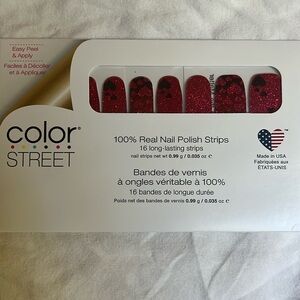 Easy Peel
& Apply
Faciles à Décoller
et à Appliquer
color
STREET
100% Real Nail Polish Strips
16 long-lasting strips
nail strips net wt 0.99 g / 0.035 oz ℮
Bandes de vernis
à ongles véritable à 100%
16 bandes de longue durée
Poids net des bandes de vernis 0.99 g / 0.035 oz ℮
Made in USA
Fabriquées aux
ÉTATS-UNIS